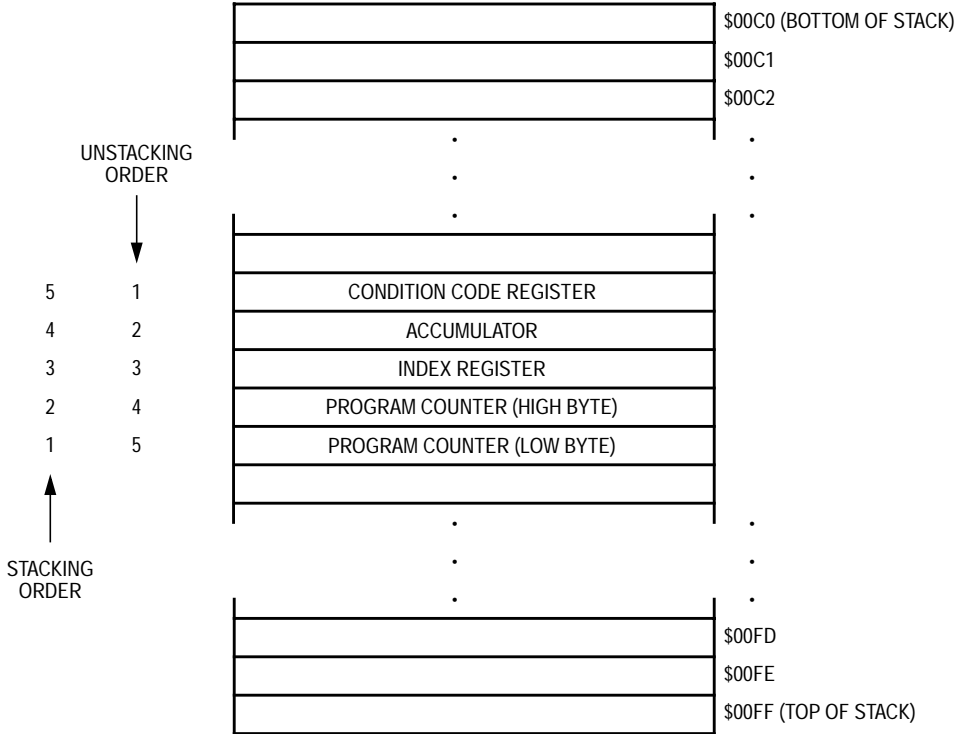 $00C0 (BOTTOM OF STACK)
$00C1
$00C2
UNSTACKING
ORDER
5 1 CONDITION CODE REGISTER
4 2 ACCUMULATOR
3 3 INDEX REGISTER
2 4 PROGRAM COUNTER (HIGH BYTE)
1 5 PROGRAM COUNTER (LOW BYTE)
STACKING
ORDER
$00FD
$00FE
$00FF (TOP OF STACK)